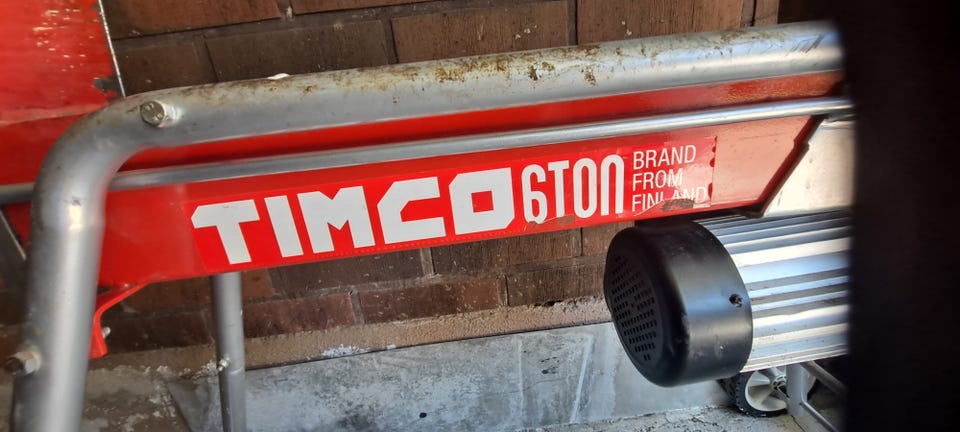 TIMCO 6TON
BRAND
FROM
FINLAND